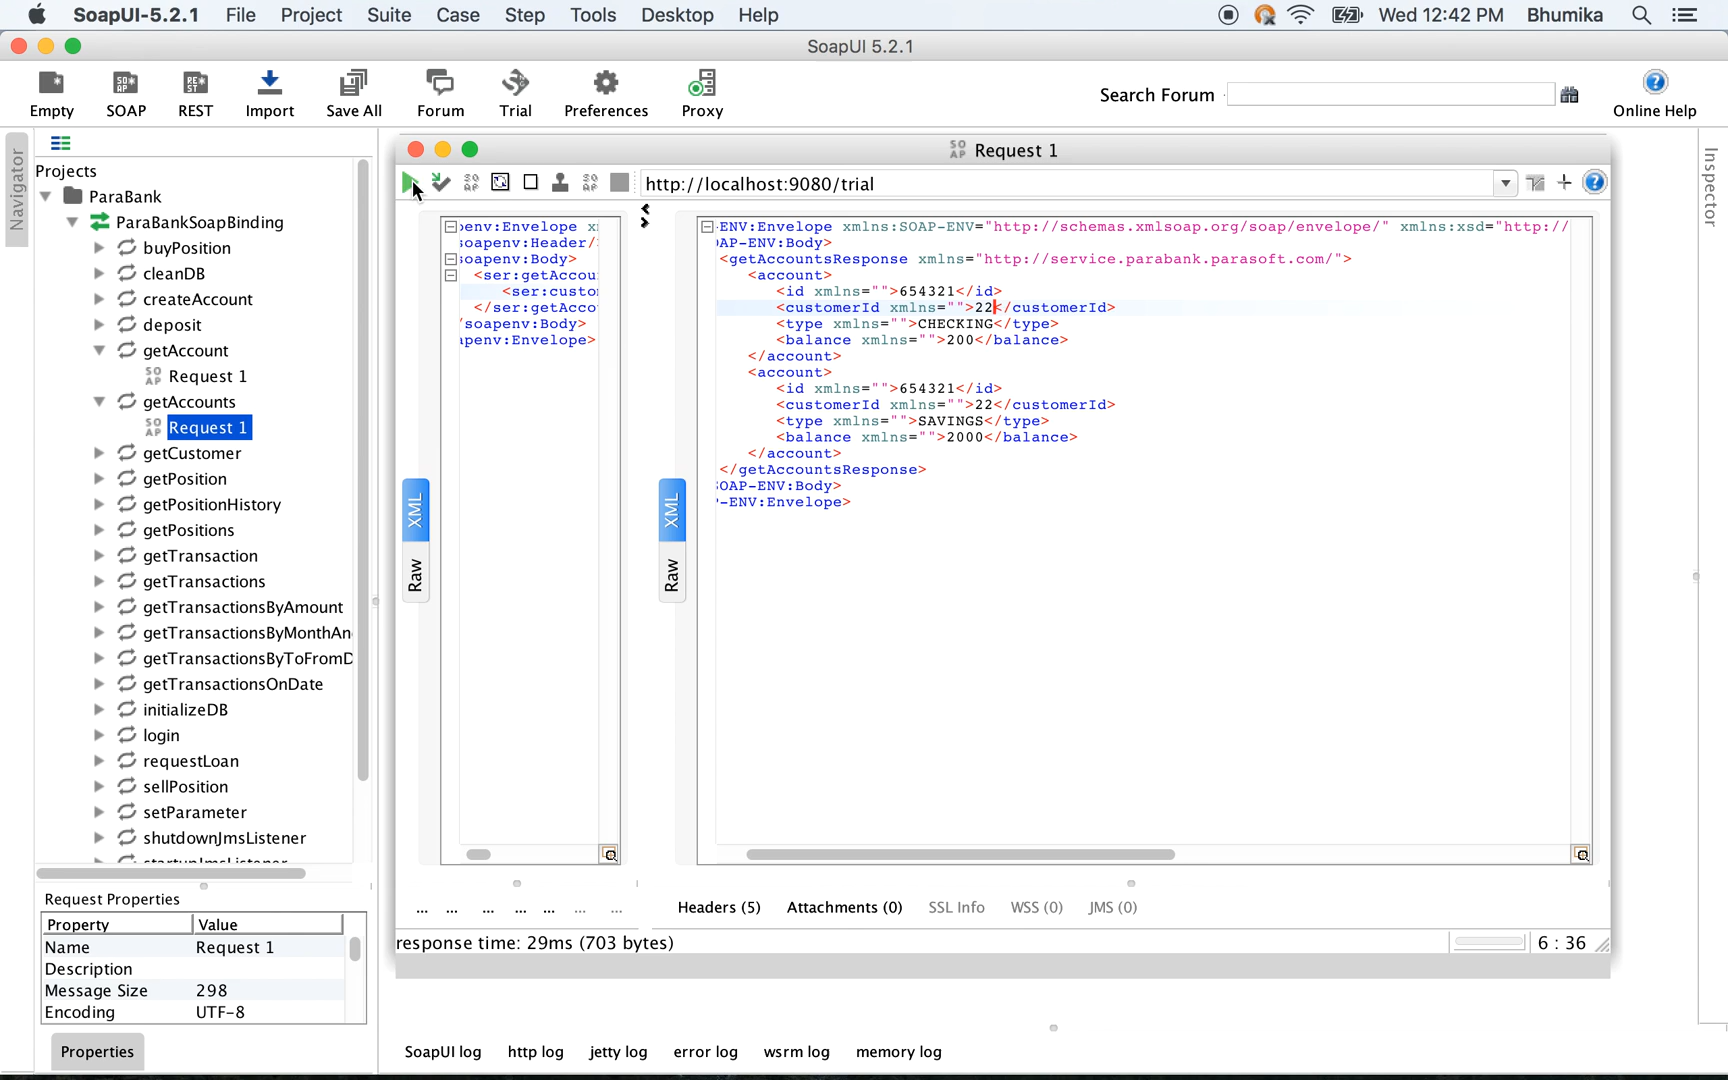 SoapUI-5.2.1 File Project Suite Case Step Tools Desktop Help Wed 12:42 PM Bhumika
SoapUI 5.2.1
Empty SOAP REST Import Save All Forum Trial Preferences Proxy Search Forum Online Help
Navigator
Projects
ParaBank
ParaBankSoapBinding
buyPosition
cleanDB
createAccount
deposit
getAccount
Request 1
getAccounts
Request 1
getCustomer
getPosition
getPositionHistory
getPositions
getTransaction
getTransactions
getTransactionsByAmount
getTransactionsByMonthAn
getTransactionsByToFromD
getTransactionsOnDate
initializeDB
login
requestLoan
sellPosition
setParameter
shutdownJmsListener
Request Properties
Property Value
Name Request 1
Description
Message Size 298
Encoding UTF-8
Properties
Request 1
http://localhost:9080/trial
penv:Envelope x
soapenv:Header/
soapenv:Body>
<ser:getAccou
<ser:custo
</ser:getAcco
/soapenv:Body>
penv:Envelope>
XML
Raw
-ENV:Envelope xmlns:SOAP-ENV="http://schemas.xmlsoap.org/soap/envelope/" xmlns:xsd="http://
AP-ENV:Body>
<getAccountsResponse xmlns="http://service.parabank.parasoft.com/">
<account>
<id xmlns="">654321</id>
<customerId xmlns="">22</customerId>
<type xmlns="">CHECKING</type>
<balance xmlns="">200</balance>
</account>
<account>
<id xmlns="">654321</id>
<customerId xmlns="">22</customerId>
<type xmlns="">SAVINGS</type>
<balance xmlns="">2000</balance>
</account>
</getAccountsResponse>
SOAP-ENV:Body>
-ENV:Envelope>
XML
Raw
... ... ... ... ... ... ...
Headers (5) Attachments (0) SSL Info WSS (0) JMS (0)
response time: 29ms (703 bytes) 6 : 36
SoapUI log http log jetty log error log wsrm log memory log
Inspector